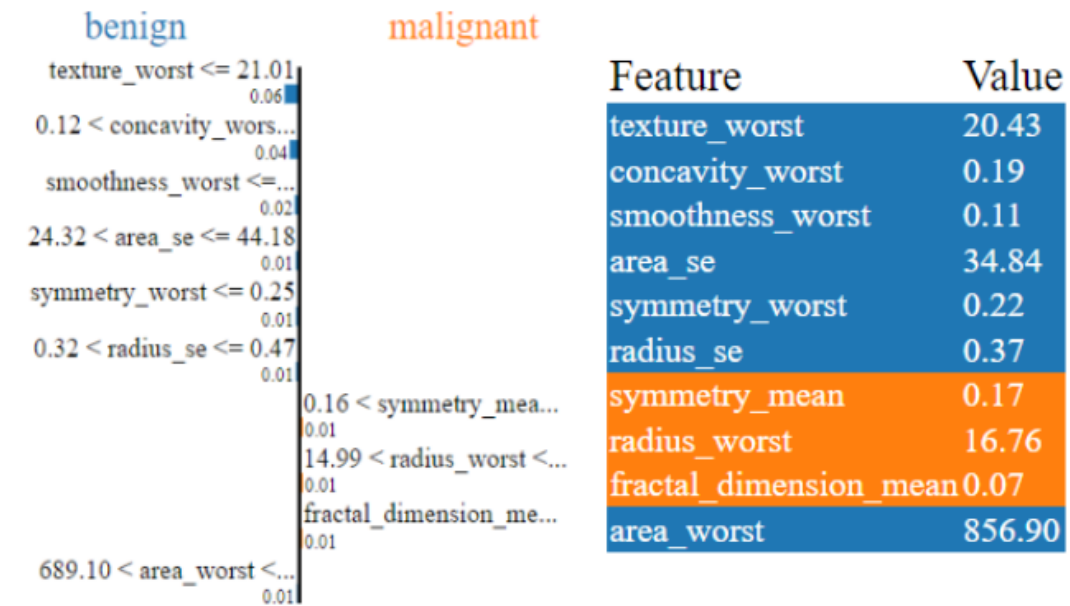 benign malignant
texture_worst <= 21.01
0.06
0.12 < concavity_wors...
0.04
smoothness_worst <=...
0.02
24.32 < area_se <= 44.18
0.01
symmetry_worst <= 0.25
0.01
0.32 < radius_se <= 0.47
0.01
0.16 < symmetry_mea...
0.01
14.99 < radius_worst <...
0.01
fractal_dimension_me...
0.01
689.10 < area_worst <...
0.01
Feature Value
texture_worst 20.43
concavity_worst 0.19
smoothness_worst 0.11
area_se 34.84
symmetry_worst 0.22
radius_se 0.37
symmetry_mean 0.17
radius_worst 16.76
fractal_dimension_mean 0.07
area_worst 856.90